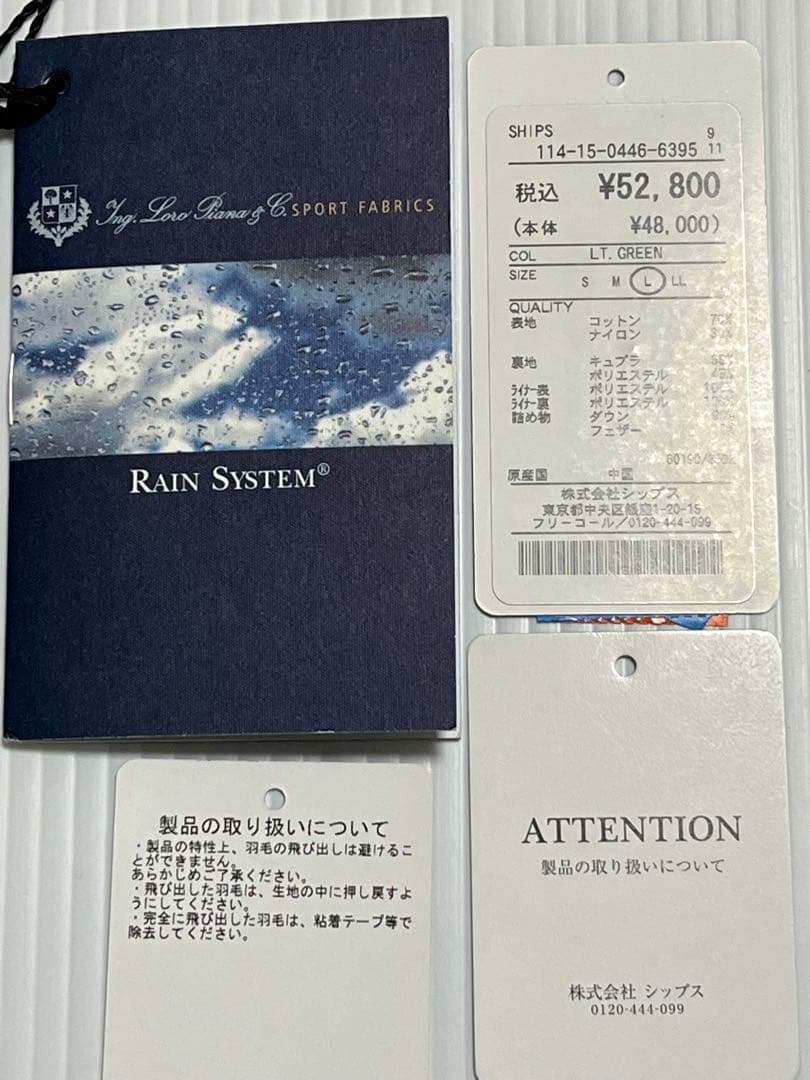 Ing. Loro Piana & C. SPORT FABRICS
RAIN SYSTEM®
SHIPS
9
114-15-0446-6395 11
税込 ¥52,800
(本体 ¥48,000)
COL LT. GREEN
SIZE S M L LL
QUALITY
表地 コットン
ナイロン
裏地 キュプラ
ポリエステル
ライナー表 ポリエステル
ライナー裏 ポリエステル
詰め物 ダウン
フェザー
原産国 中国
株式会社シップス
東京都中央区銀座1-20-15
フリーコール/0120-444-099
製品の取り扱いについて
・製品の特性上、羽毛の飛び出しは避けるこ
とができません。
あらかじめご了承ください。
・飛び出した羽毛は、生地の中に押し戻すよ
うにしてください。
・完全に飛び出した羽毛は、粘着テープ等で
除去してください。
ATTENTION
製品の取り扱いについて
株式会社 シップス
0120-444-099